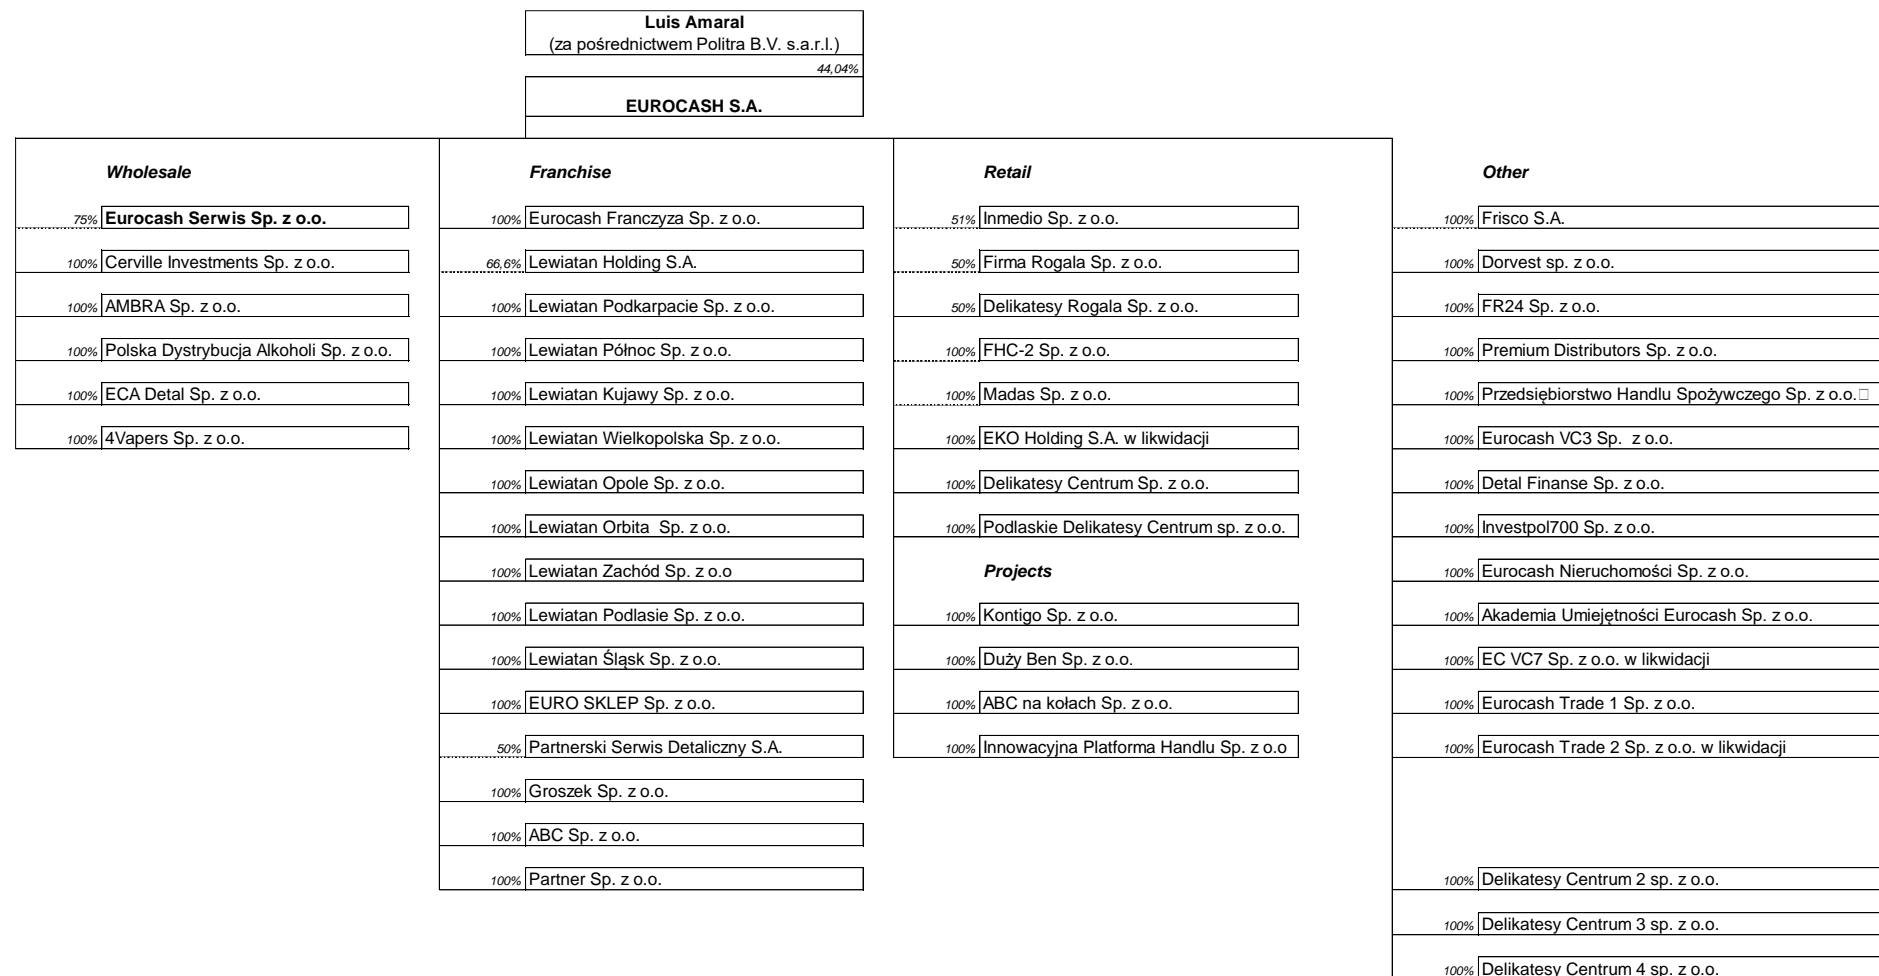 Luis Amaral
(za pośrednictwem Politra B.V. s.a.r.l.)
44,04%
EUROCASH S.A.
Wholesale
75% Eurocash Serwis Sp. z o.o.
100% Cerville Investments Sp. z o.o.
100% AMBRA Sp. z o.o.
100% Polska Dystrybucja Alkoholi Sp. z o.o.
100% ECA Detal Sp. z o.o.
100% 4Vapers Sp. z o.o.
Franchise
100% Eurocash Franczyza Sp. z o.o.
66,6% Lewiatan Holding S.A.
100% Lewiatan Podkarpacie Sp. z o.o.
100% Lewiatan Północ Sp. z o.o.
100% Lewiatan Kujawy Sp. z o.o.
100% Lewiatan Wielkopolska Sp. z o.o.
100% Lewiatan Opole Sp. z o.o.
100% Lewiatan Orbita  Sp. z o.o.
100% Lewiatan Zachód Sp. z o.o
100% Lewiatan Podlasie Sp. z o.o.
100% Lewiatan Śląsk Sp. z o.o.
100% EURO SKLEP Sp. z o.o.
50% Partnerski Serwis Detaliczny S.A.
100% Groszek Sp. z o.o.
100% ABC Sp. z o.o.
100% Partner Sp. z o.o.
Retail
51% Inmedio Sp. z o.o.
50% Firma Rogala Sp. z o.o.
50% Delikatesy Rogala Sp. z o.o.
100% FHC-2 Sp. z o.o.
100% Madas Sp. z o.o.
100% EKO Holding S.A. w likwidacji
100% Delikatesy Centrum Sp. z o.o.
100% Podlaskie Delikatesy Centrum sp. z o.o.
Projects
100% Kontigo Sp. z o.o.
100% Duży Ben Sp. z o.o.
100% ABC na kołach Sp. z o.o.
100% Innowacyjna Platforma Handlu Sp. z o.o
Other
100% Frisco S.A.
100% Dorvest sp. z o.o.
100% FR24 Sp. z o.o.
100% Premium Distributors Sp. z o.o.
100% Przedsiębiorstwo Handlu Spożywczego Sp. z o.o.
100% Eurocash VC3 Sp.  z o.o.
100% Detal Finanse Sp. z o.o.
100% Investpol700 Sp. z o.o.
100% Eurocash Nieruchomości Sp. z o.o.
100% Akademia Umiejętności Eurocash Sp. z o.o.
100% EC VC7 Sp. z o.o. w likwidacji
100% Eurocash Trade 1 Sp. z o.o.
100% Eurocash Trade 2 Sp. z o.o. w likwidacji
100% Delikatesy Centrum 2 sp. z o.o.
100% Delikatesy Centrum 3 sp. z o.o.
100% Delikatesy Centrum 4 sp. z o.o.